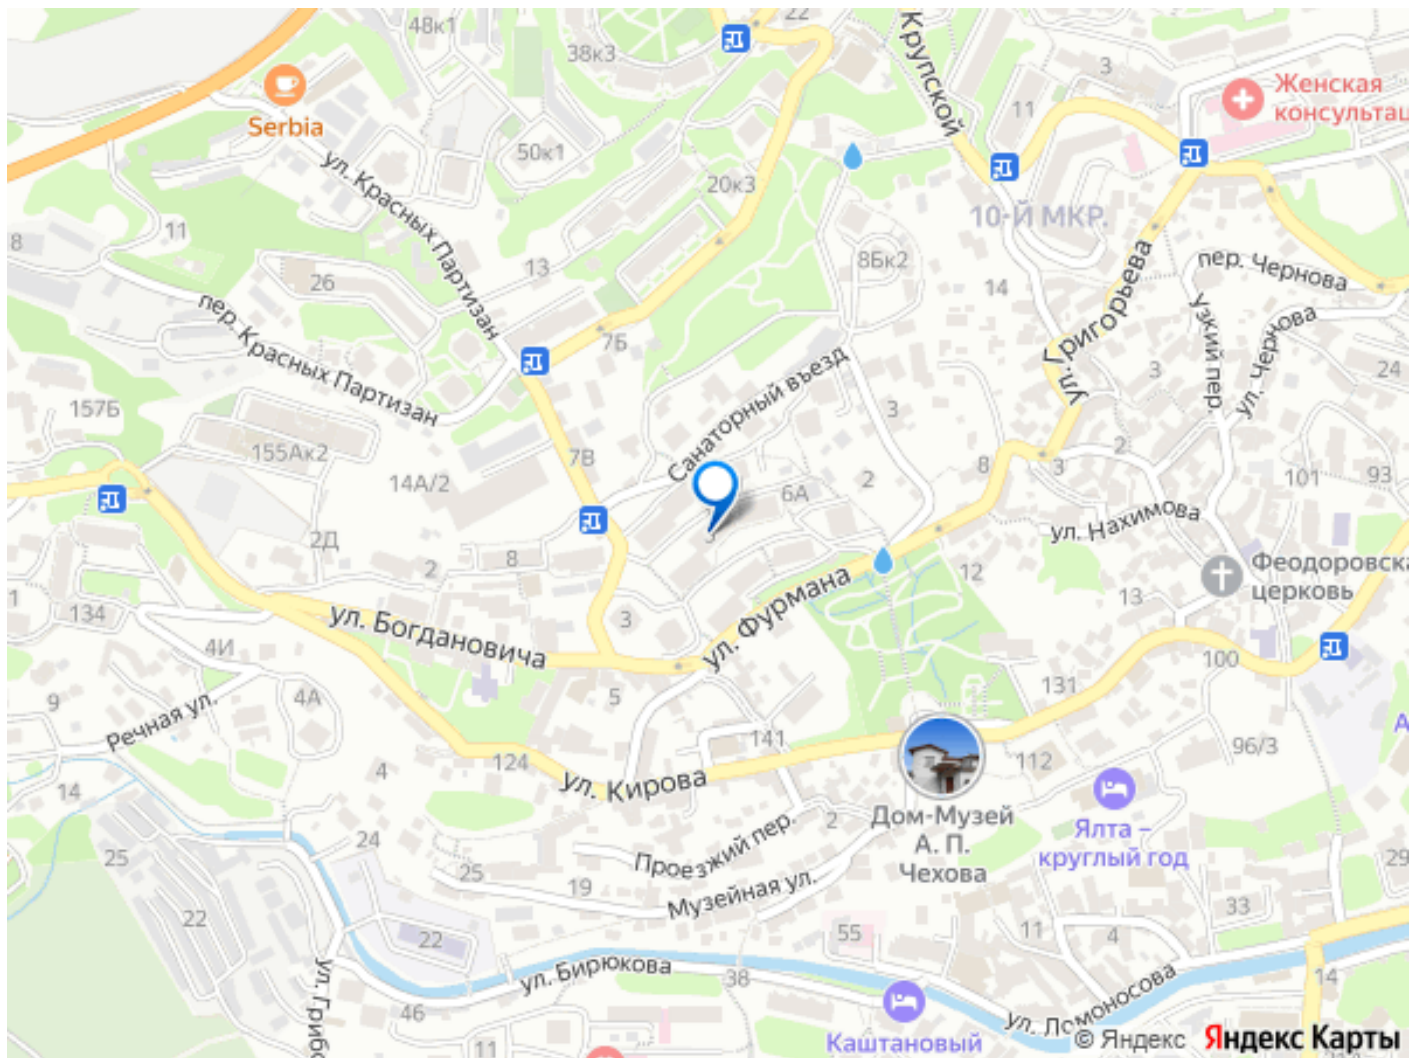 48к1
22
38к3
Serbia
50к1
20к3
ул. Крупской
11
3
Женская
консультац
10-Й МКР.
ул. Красных Партизан
11
8
13
26
8Бк2
14
пер. Чернова
ул. Григорьева
Узкий пер.
ул. Чернова
пер. Красных Партизан
7Б
Санаторный въезд
3
3
24
157Б
155Ак2
14А/2
7В
6А
2
8
3
2
101
93
ул. Нахимова
2Д
8
2
12
13
Феодоровска
церковь
1
134
3
ул. Богдановича
ул. Фурмана
4И
4А
9
Речная ул.
5
131
100
А
96/3
141
124
112
ул. Кирова
4
14
24
25
25
19
22
22
Проезжий пер.
2
Музейная ул.
Дом-Музей
А. П.
Чехова
Ялта –
круглый год
29
33
11
4
55
38
ул. Бирюкова
46
ул. Грибо
11
Каштановый
ул. Ломоносова
14
© Яндекс Яндекс Карты